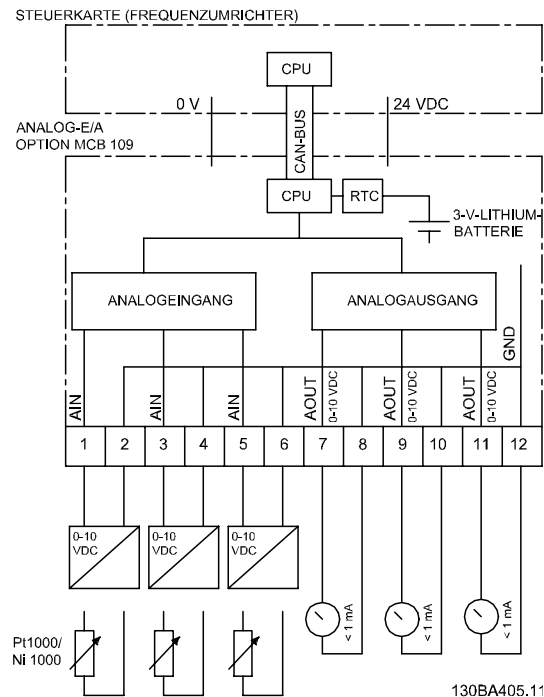 STEUERKARTE (FREQUENZUMRICHTER)
CPU
0 V
24 VDC
CAN-BUS
ANALOG-E/A
OPTION MCB 109
CPU
RTC
3-V-LITHIUM-
BATTERIE
ANALOGEINGANG
ANALOGAUSGANG
GND
AIN
AIN
AIN
AOUT
0-10 VDC
AOUT
0-10 VDC
AOUT
0-10 VDC
1 2 3 4 5 6 7 8 9 10 11 12
0-10
VDC
0-10
VDC
0-10
VDC
< 1 mA
< 1 mA
< 1 mA
Pt1000/
Ni 1000
130BA405.11